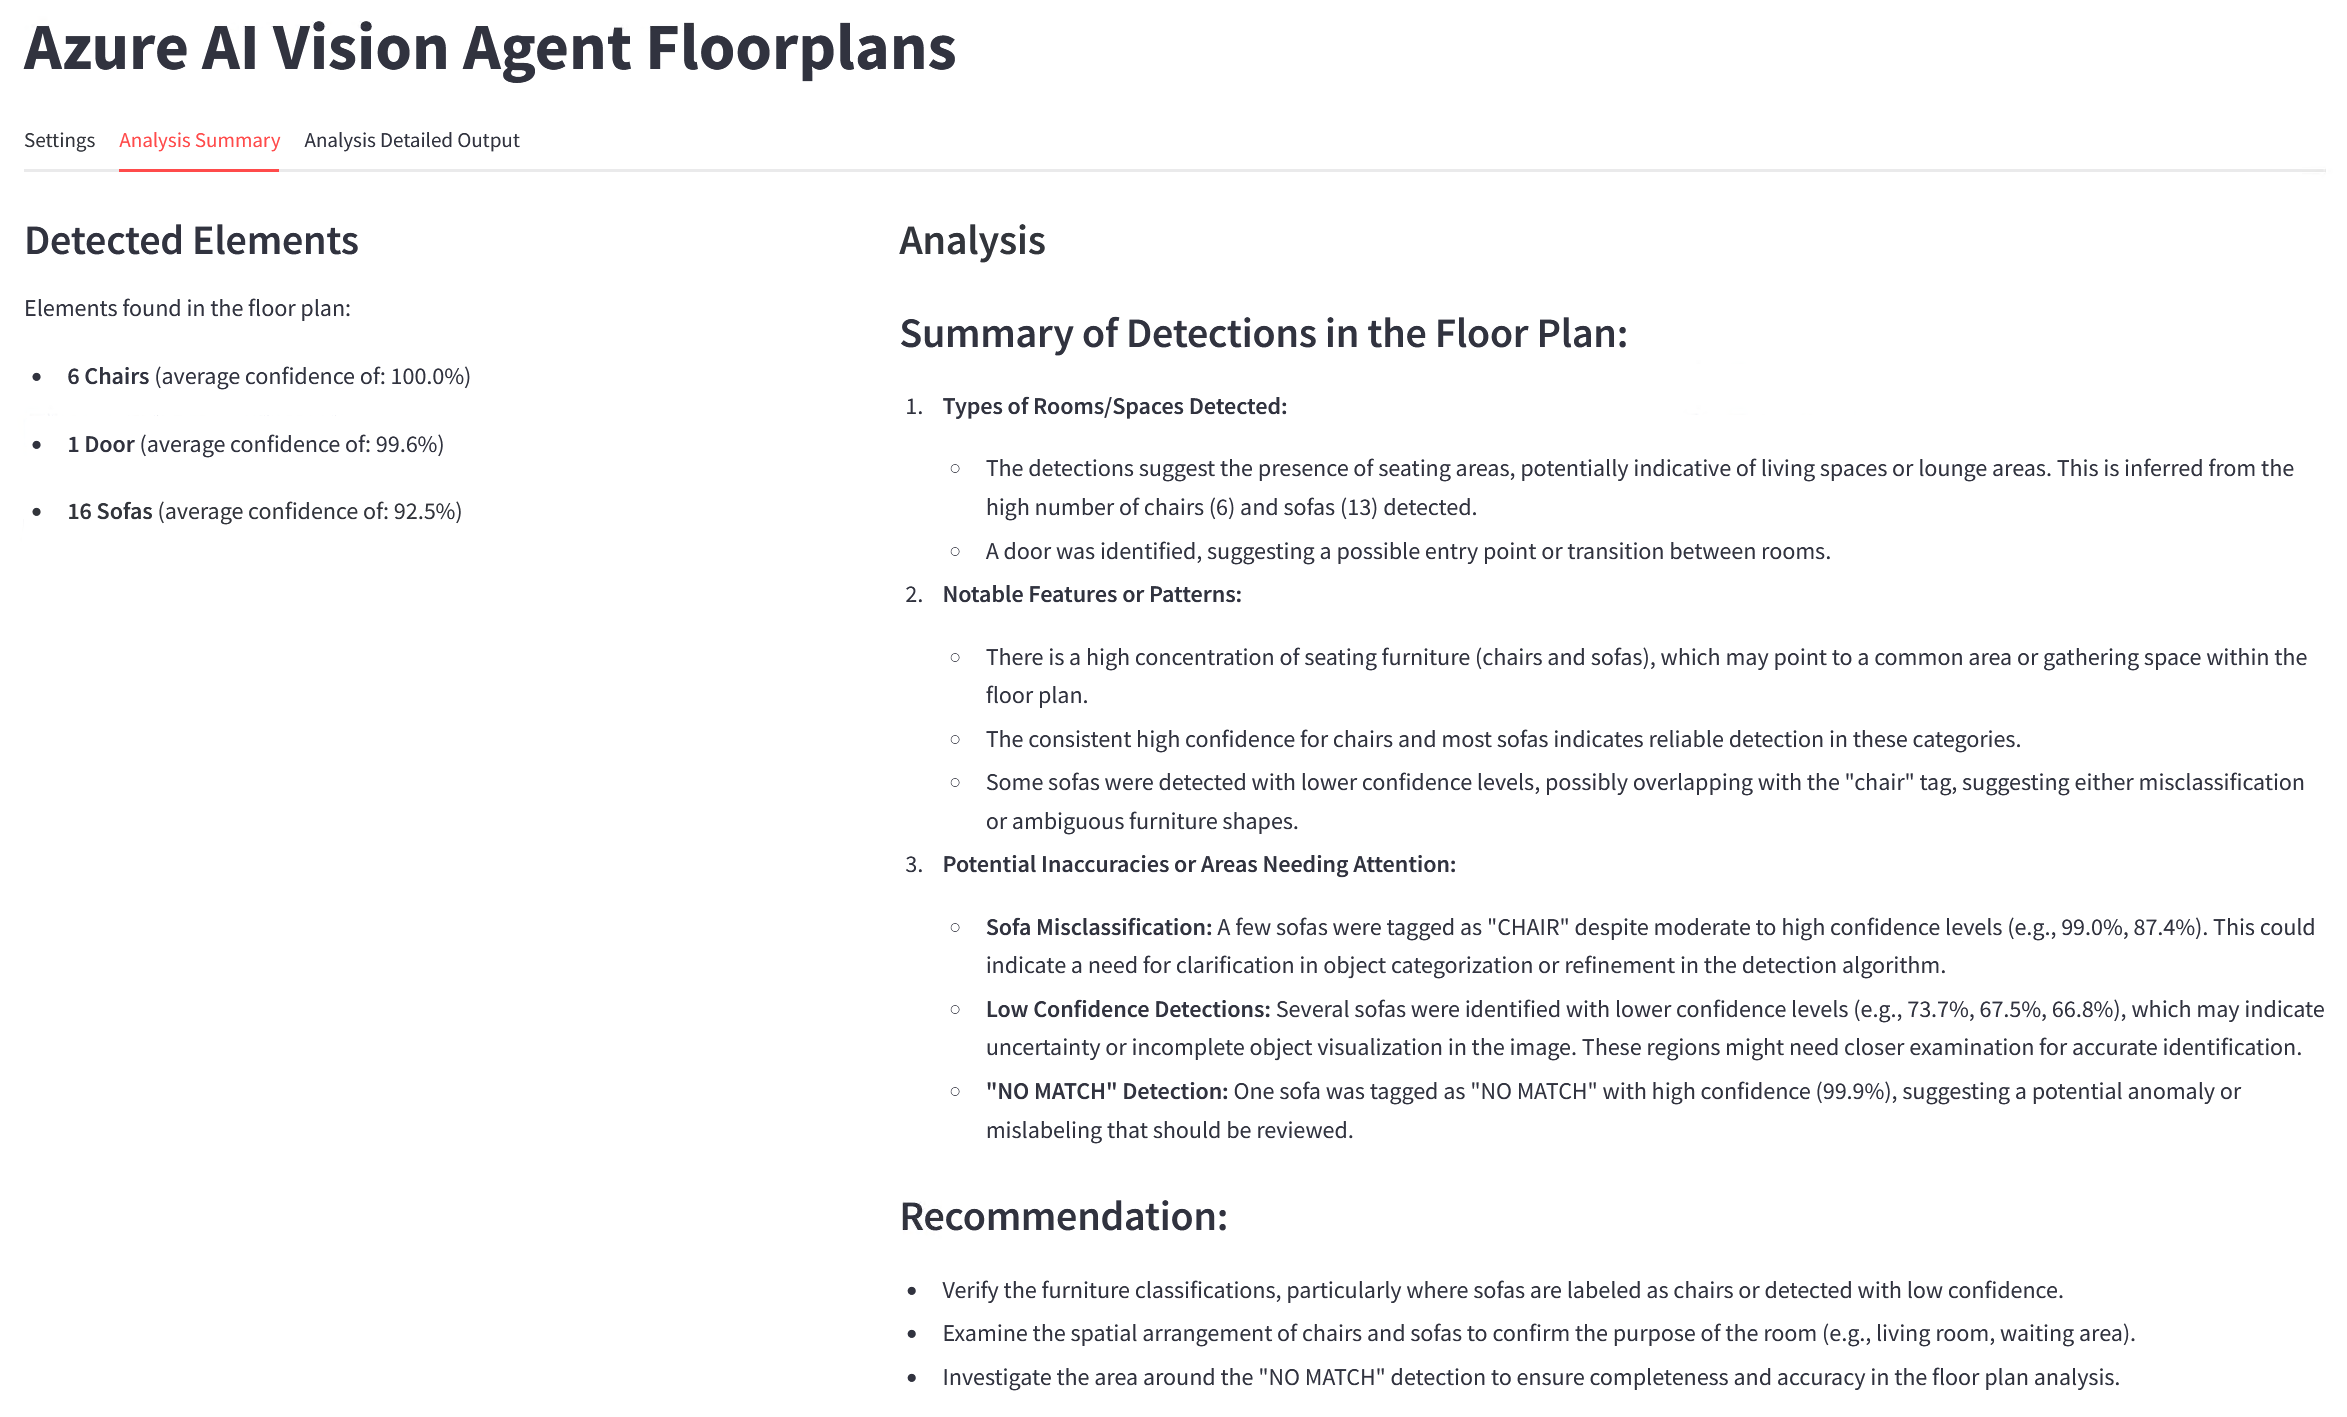 Azure AI Vision Agent Floorplans
Settings Analysis Summary Analysis Detailed Output
Detected Elements
Elements found in the floor plan:
• 6 Chairs (average confidence of: 100.0%)
• 1 Door (average confidence of: 99.6%)
• 16 Sofas (average confidence of: 92.5%)
Analysis
Summary of Detections in the Floor Plan:
1. Types of Rooms/Spaces Detected:
○ The detections suggest the presence of seating areas, potentially indicative of living spaces or lounge areas. This is inferred from the
high number of chairs (6) and sofas (13) detected.
○ A door was identified, suggesting a possible entry point or transition between rooms.
2. Notable Features or Patterns:
○ There is a high concentration of seating furniture (chairs and sofas), which may point to a common area or gathering space within the
floor plan.
○ The consistent high confidence for chairs and most sofas indicates reliable detection in these categories.
○ Some sofas were detected with lower confidence levels, possibly overlapping with the "chair" tag, suggesting either misclassification
or ambiguous furniture shapes.
3. Potential Inaccuracies or Areas Needing Attention:
○ Sofa Misclassification: A few sofas were tagged as "CHAIR" despite moderate to high confidence levels (e.g., 99.0%, 87.4%). This could
indicate a need for clarification in object categorization or refinement in the detection algorithm.
○ Low Confidence Detections: Several sofas were identified with lower confidence levels (e.g., 73.7%, 67.5%, 66.8%), which may indicate
uncertainty or incomplete object visualization in the image. These regions might need closer examination for accurate identification.
○ "NO MATCH" Detection: One sofa was tagged as "NO MATCH" with high confidence (99.9%), suggesting a potential anomaly or
mislabeling that should be reviewed.
Recommendation:
• Verify the furniture classifications, particularly where sofas are labeled as chairs or detected with low confidence.
• Examine the spatial arrangement of chairs and sofas to confirm the purpose of the room (e.g., living room, waiting area).
• Investigate the area around the "NO MATCH" detection to ensure completeness and accuracy in the floor plan analysis.